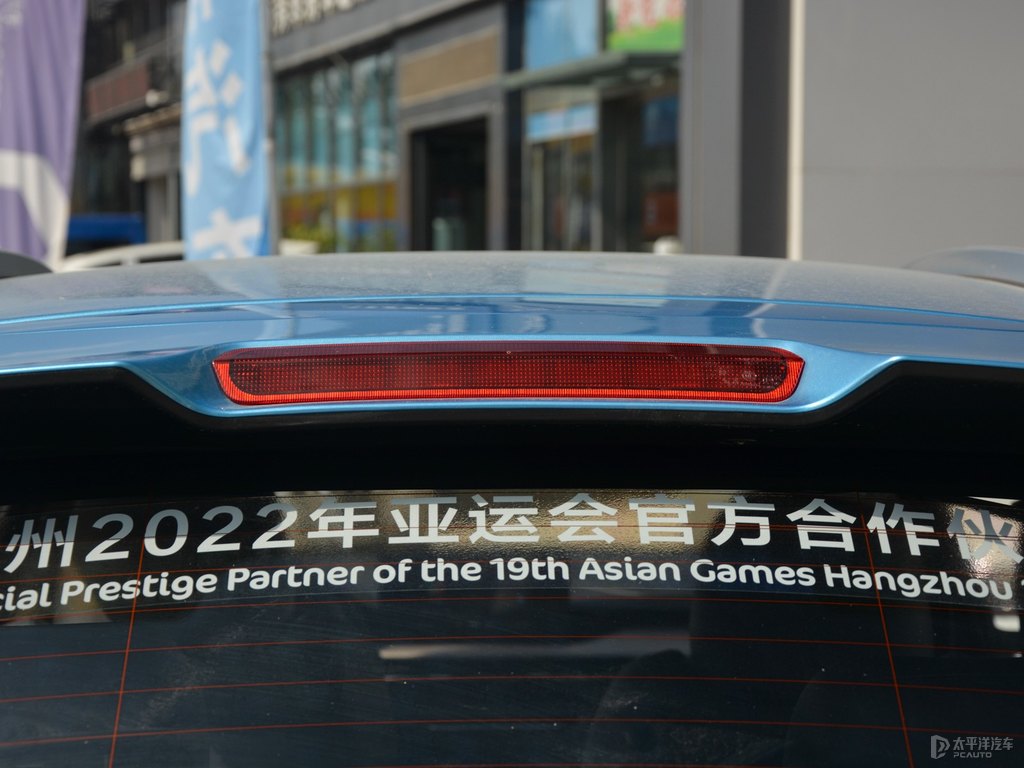 州2022年亚运会官方合作伙
cial Prestige Partner of the 19th Asian Games Hangzhou
太平洋汽车
PCAUTO